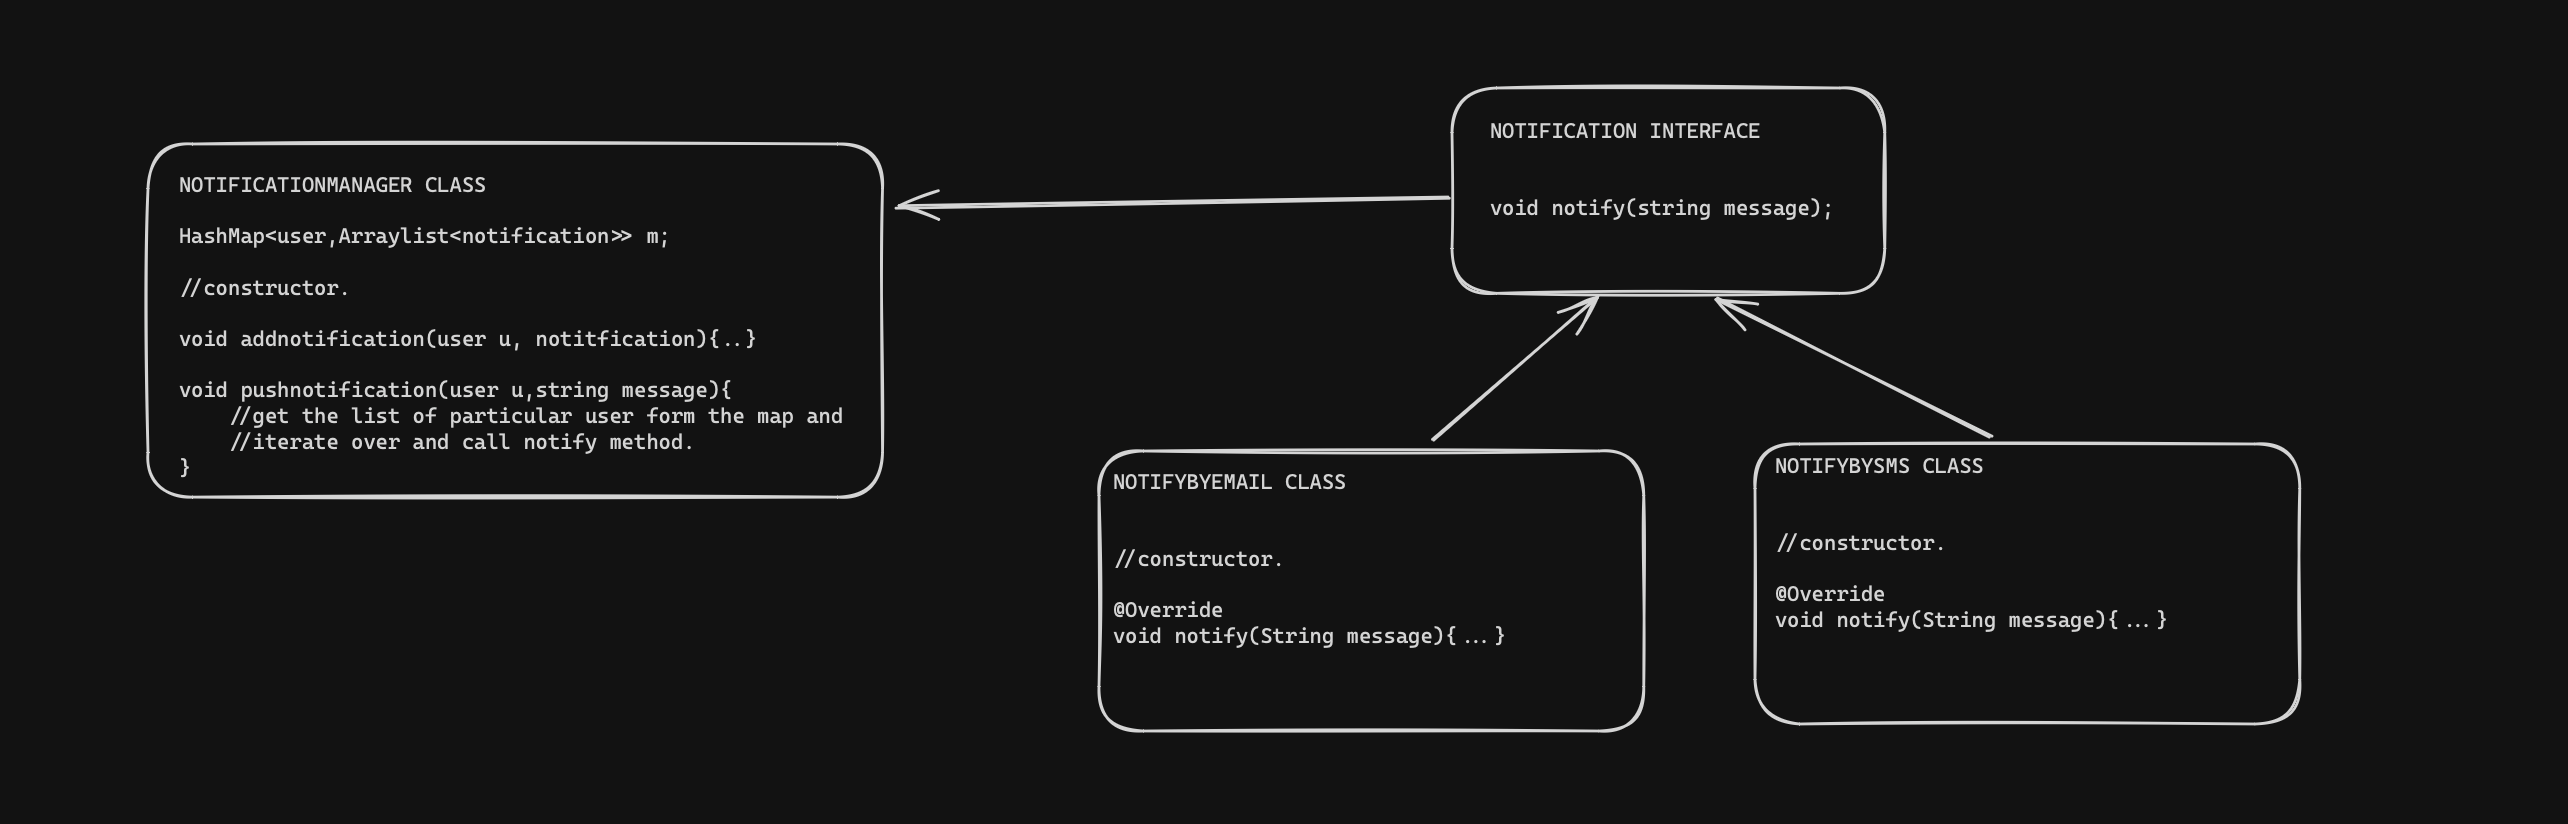 NOTIFICATIONMANAGER CLASS
HashMap<user,Arraylist<notification>> m;
//constructor.
void addnotification(user u, notitfication){..}
void pushnotification(user u,string message){
//get the list of particular user form the map and
//iterate over and call notify method.
}
NOTIFICATION INTERFACE
void notify(string message);
NOTIFYBYEMAIL CLASS
//constructor.
@Override
void notify(String message){...}
NOTIFYBYSMS CLASS
//constructor.
@Override
void notify(String message){...}